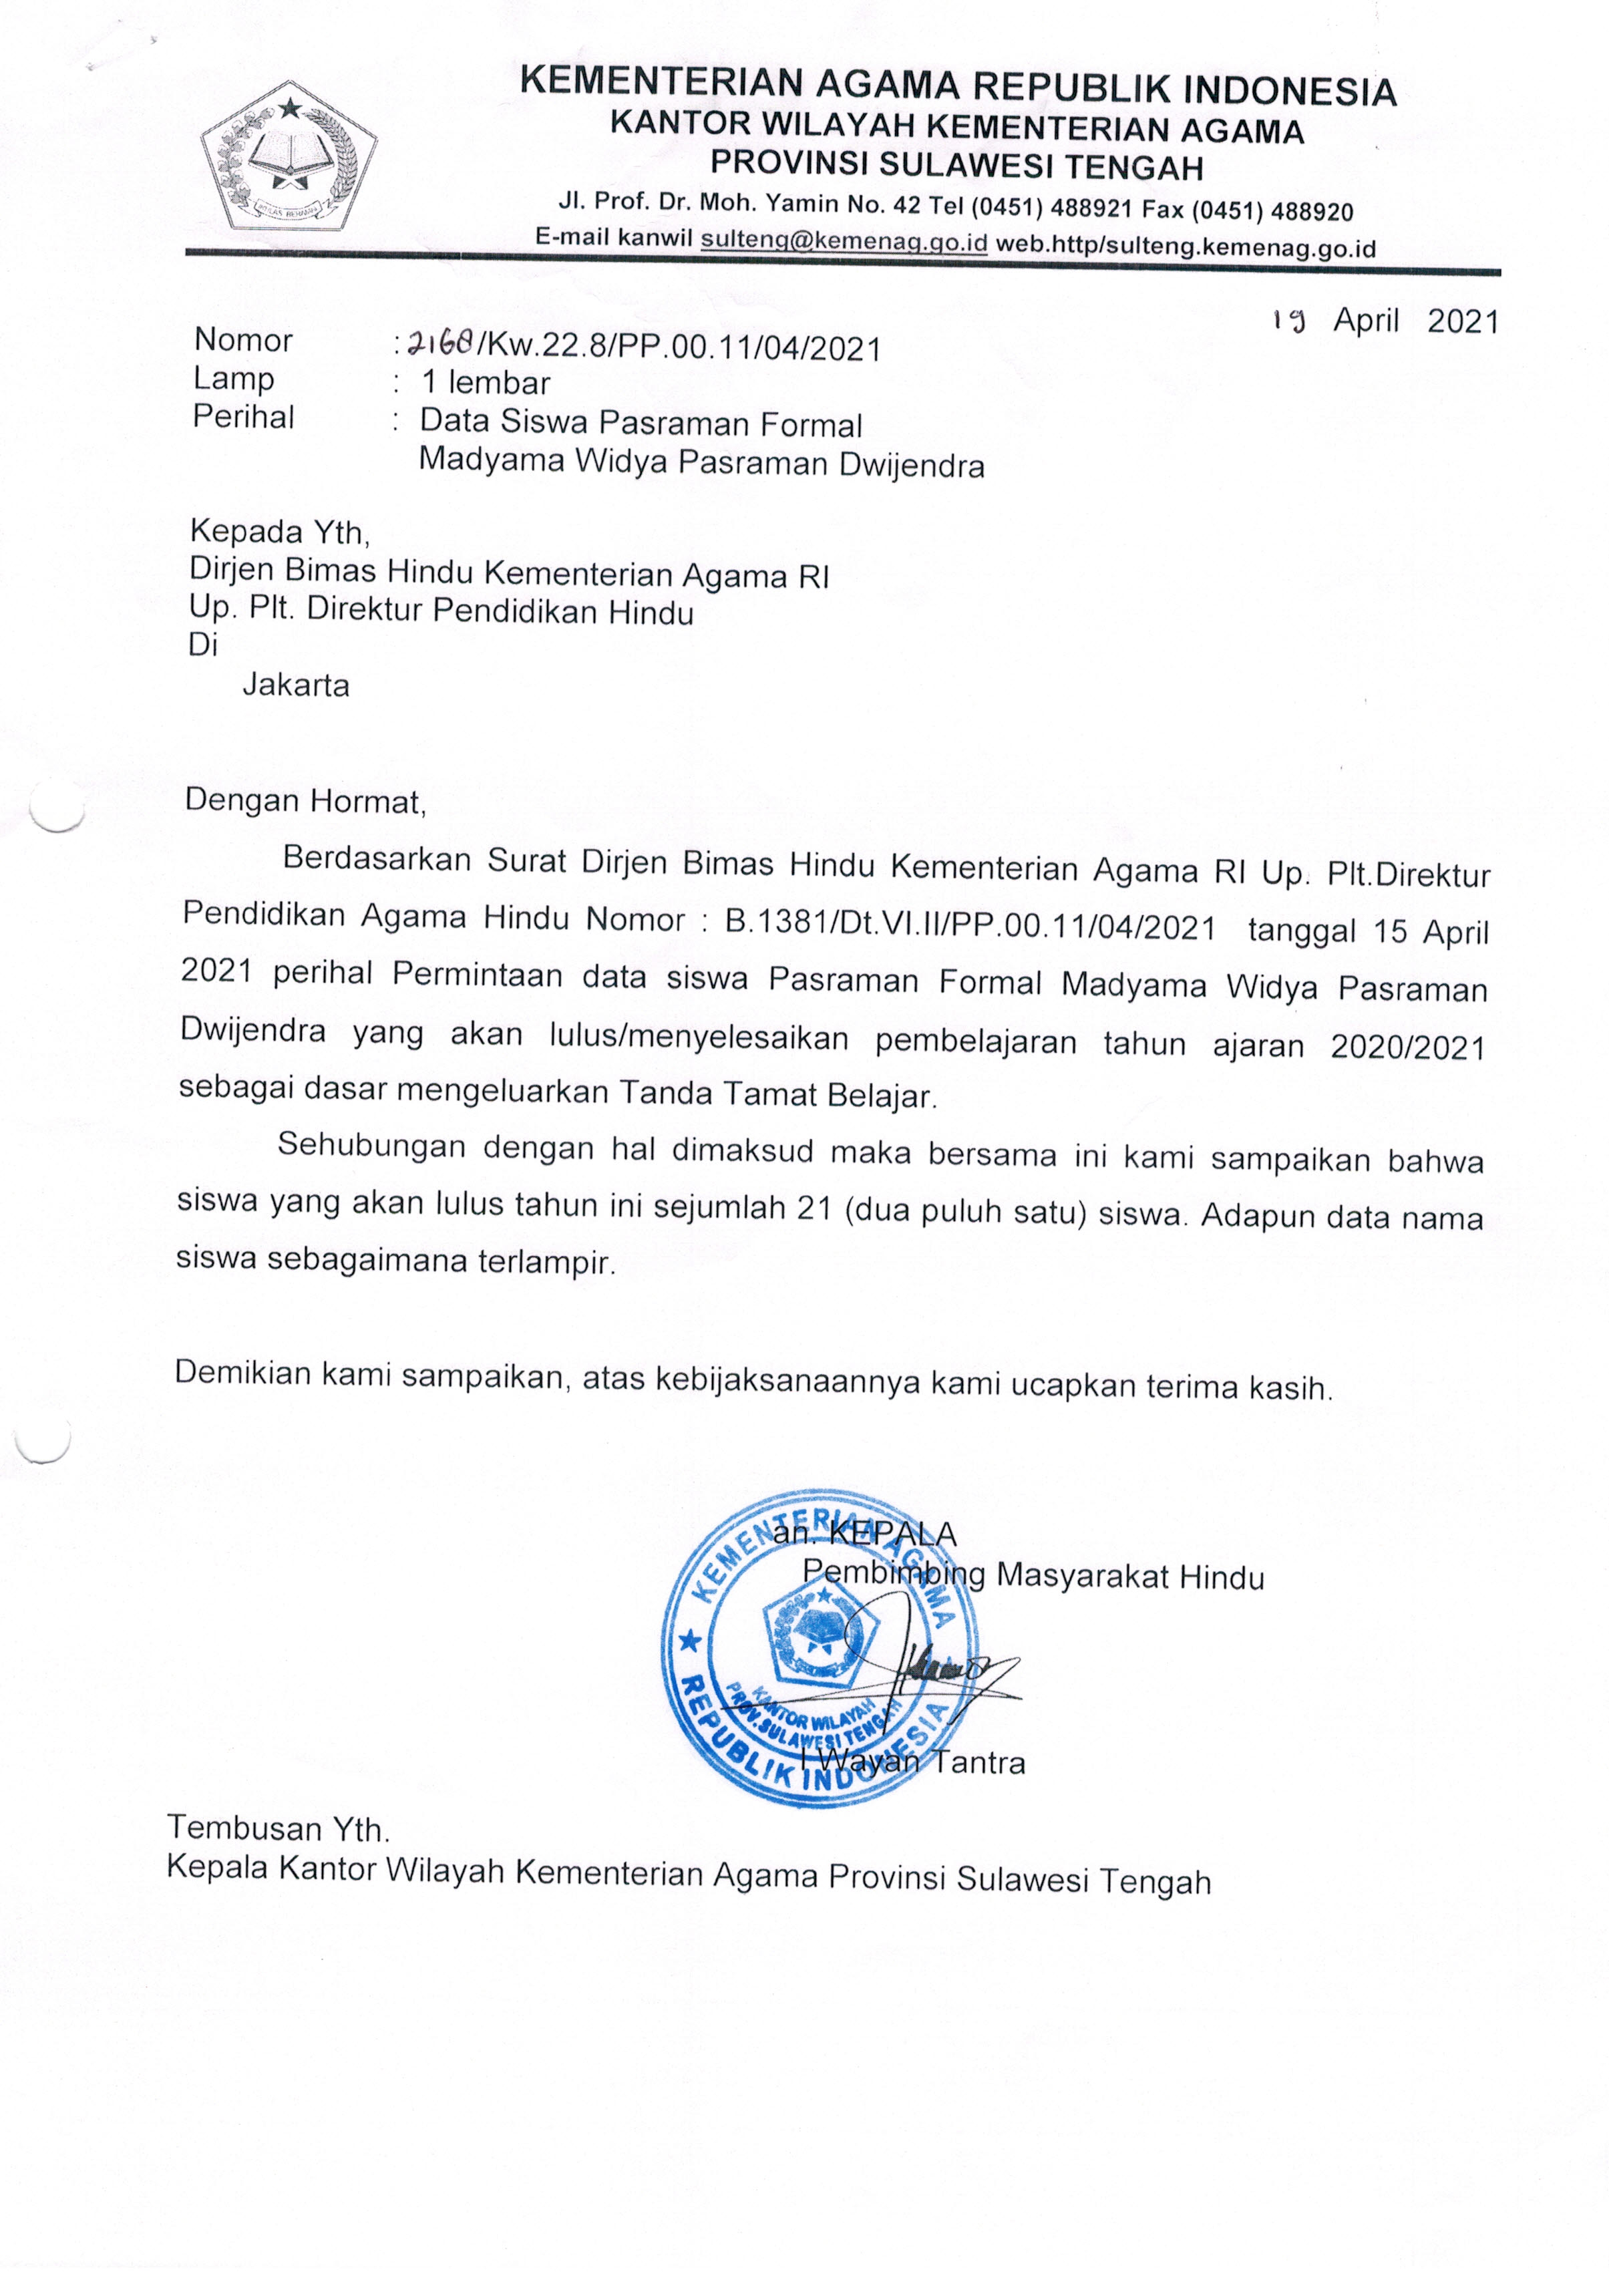 KEMENTERIAN AGAMA REPUBLIK INDONESIA
KANTOR WILAYAH KEMENTERIAN AGAMA
PROVINSI SULAWESI TENGAH
Jl. Prof. Dr. Moh. Yamin No. 42 Tel (0451) 488921 Fax (0451) 488920
E-mail kanwil sulteng@kemenag.go.id web.http/sulteng.kemenag.go.id
19 April 2021
Nomor : 2168/Kw.22.8/PP.00.11/04/2021
Lamp : 1 lembar
Perihal : Data Siswa Pasraman Formal
Madyama Widya Pasraman Dwijendra
Kepada Yth,
Dirjen Bimas Hindu Kementerian Agama RI
Up. Plt. Direktur Pendidikan Hindu
Di
Jakarta
Dengan Hormat,
Berdasarkan Surat Dirjen Bimas Hindu Kementerian Agama RI Up. Plt.Direktur
Pendidikan Agama Hindu Nomor : B.1381/Dt.VI.II/PP.00.11/04/2021 tanggal 15 April
2021 perihal Permintaan data siswa Pasraman Formal Madyama Widya Pasraman
Dwijendra yang akan lulus/menyelesaikan pembelajaran tahun ajaran 2020/2021
sebagai dasar mengeluarkan Tanda Tamat Belajar.
Sehubungan dengan hal dimaksud maka bersama ini kami sampaikan bahwa
siswa yang akan lulus tahun ini sejumlah 21 (dua puluh satu) siswa. Adapun data nama
siswa sebagaimana terlampir.
Demikian kami sampaikan, atas kebijaksanaannya kami ucapkan terima kasih.
an. KEPALA
Pembimbing Masyarakat Hindu
KEMENTERIAN AGAMA
KANTOR WILAYAH
PROV.SULAWESI TENGAH
REPUBLIK INDONESIA
I Wayan Tantra
Tembusan Yth.
Kepala Kantor Wilayah Kementerian Agama Provinsi Sulawesi Tengah